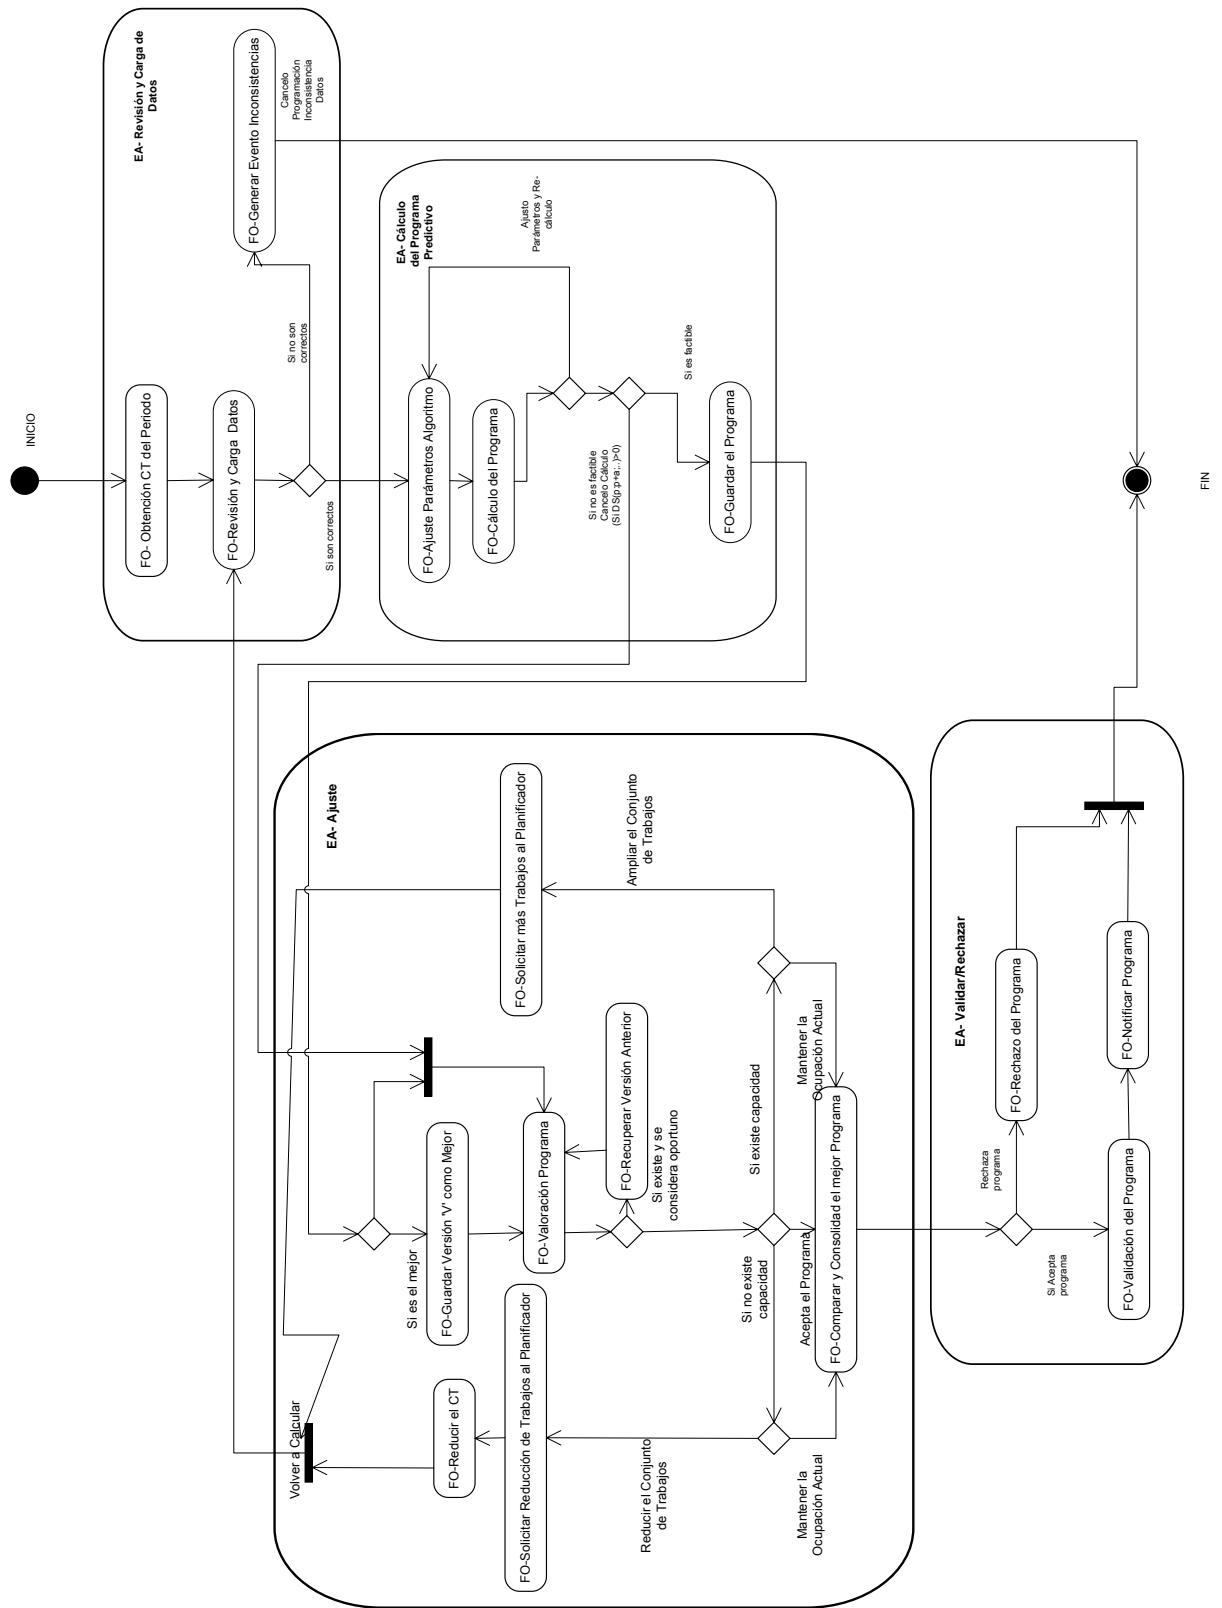 INICIO
EA- Revisión y Carga de
Datos
FO- Obtención CT del Periodo
FO-Revisión y Carga  Datos
Si no son
correctos
FO-Generar Evento Inconsistencias
Cancelo
Programación
Inconsistencia
Datos
Si son correctos
EA- Cálculo
del Programa
Predictivo
FO-Ajuste Parámetros Algoritmo
FO-Cálculo del Programa
Ajusto
Parámetros y Re-
cálculo
Si no es factible
Cancelo Cálculo
(Si DS(p:p+a;..)>0)
Si es factible
FO-Guardar el Programa
EA- Ajuste
Volver a Calcular
FO-Solicitar más Trabajos al Planificador
Ampliar el Conjunto
de Trabajos
Si es el mejor
FO-Guardar Versión 'V' como Mejor
FO-Valoración Programa
FO-Recuperar Versión Anterior
Si existe y se
considera oportuno
FO-Reducir el CT
FO-Solicitar Reducción de Trabajos al Planificador
Reducir el Conjunto
de Trabajos
Si no existe
capacidad
Si existe capacidad
Acepta el Programa
Mantener la
Ocupación Actual
Mantener la
Ocupación Actual
FO-Comparar y Consolidad el mejor Programa
EA- Validar/Rechazar
Rechaza
programa
FO-Rechazo del Programa
Si Acepta
programa
FO-Validación del Programa
FO-Notificar Programa
FIN